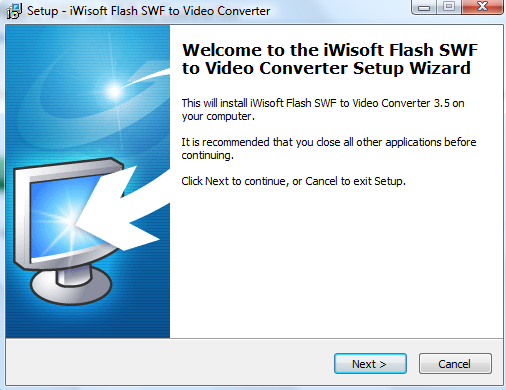 Setup - iWisoft Flash SWF to Video Converter
Welcome to the iWisoft Flash SWF
to Video Converter Setup Wizard
This will install iWisoft Flash SWF to Video Converter 3.5 on
your computer.
It is recommended that you close all other applications before
continuing.
Click Next to continue, or Cancel to exit Setup.
Next >
Cancel